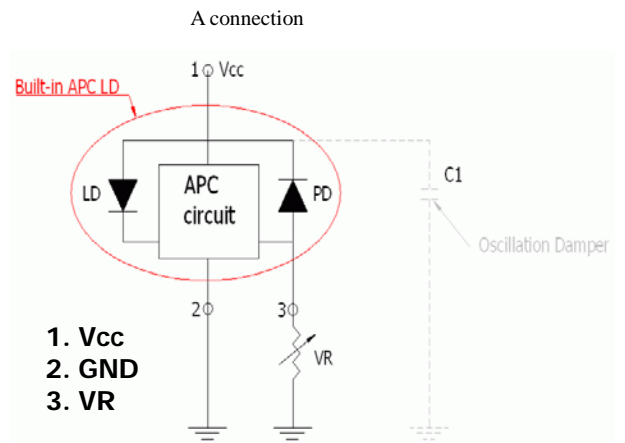 A connection
1 Vcc
Built-in APC LD
LD
APC
circuit
PD
C1
Oscillation Damper
2
3
VR
1. Vcc
2. GND
3. VR